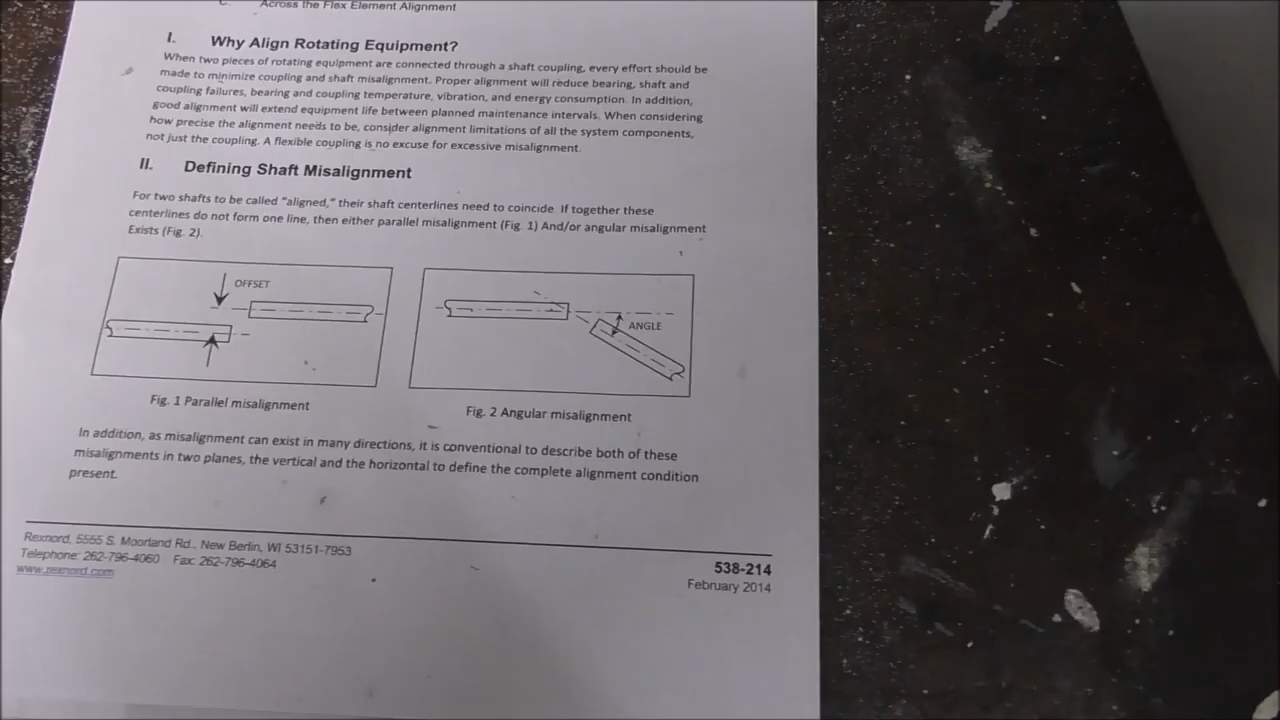 C. Across the Flex Element Alignment
I. Why Align Rotating Equipment?
When two pieces of rotating equipment are connected through a shaft coupling, every effort should be
made to minimize coupling and shaft misalignment. Proper alignment will reduce bearing, shaft and
coupling failures, bearing and coupling temperature, vibration, and energy consumption. In addition,
good alignment will extend equipment life between planned maintenance intervals. When considering
how precise the alignment needs to be, consider alignment limitations of all the system components,
not just the coupling. A flexible coupling is no excuse for excessive misalignment.
II. Defining Shaft Misalignment
For two shafts to be called "aligned," their shaft centerlines need to coincide. If together these
centerlines do not form one line, then either parallel misalignment (Fig. 1) And/or angular misalignment
Exists (Fig. 2).
OFFSET
ANGLE
Fig. 1 Parallel misalignment
Fig. 2 Angular misalignment
In addition, as misalignment can exist in many directions, it is conventional to describe both of these
misalignments in two planes, the vertical and the horizontal to define the complete alignment condition
present.
Rexnord, 5555 S. Moorland Rd., New Berlin, WI 53151-7953
Telephone: 262-796-4060 Fax: 262-796-4064
www.rexnord.com
538-214
February 2014